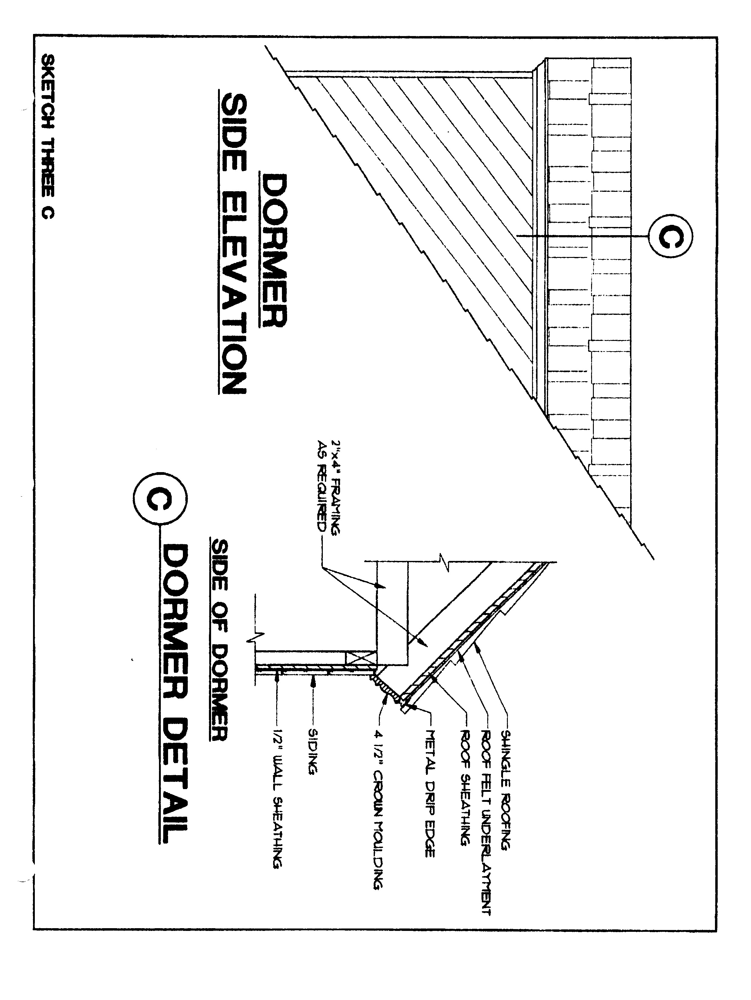 C
DORMER
SIDE ELEVATION
2"x4" FRAMING
AS REQUIRED
SHINGLE ROOFING
ROOF FELT UNDERLAYMENT
ROOF SHEATHING
METAL DRIP EDGE
4 1/2" CROWN MOULDING
SIDING
1/2" WALL SHEATHING
SIDE OF DORMER
C DORMER DETAIL
SKETCH THREE C